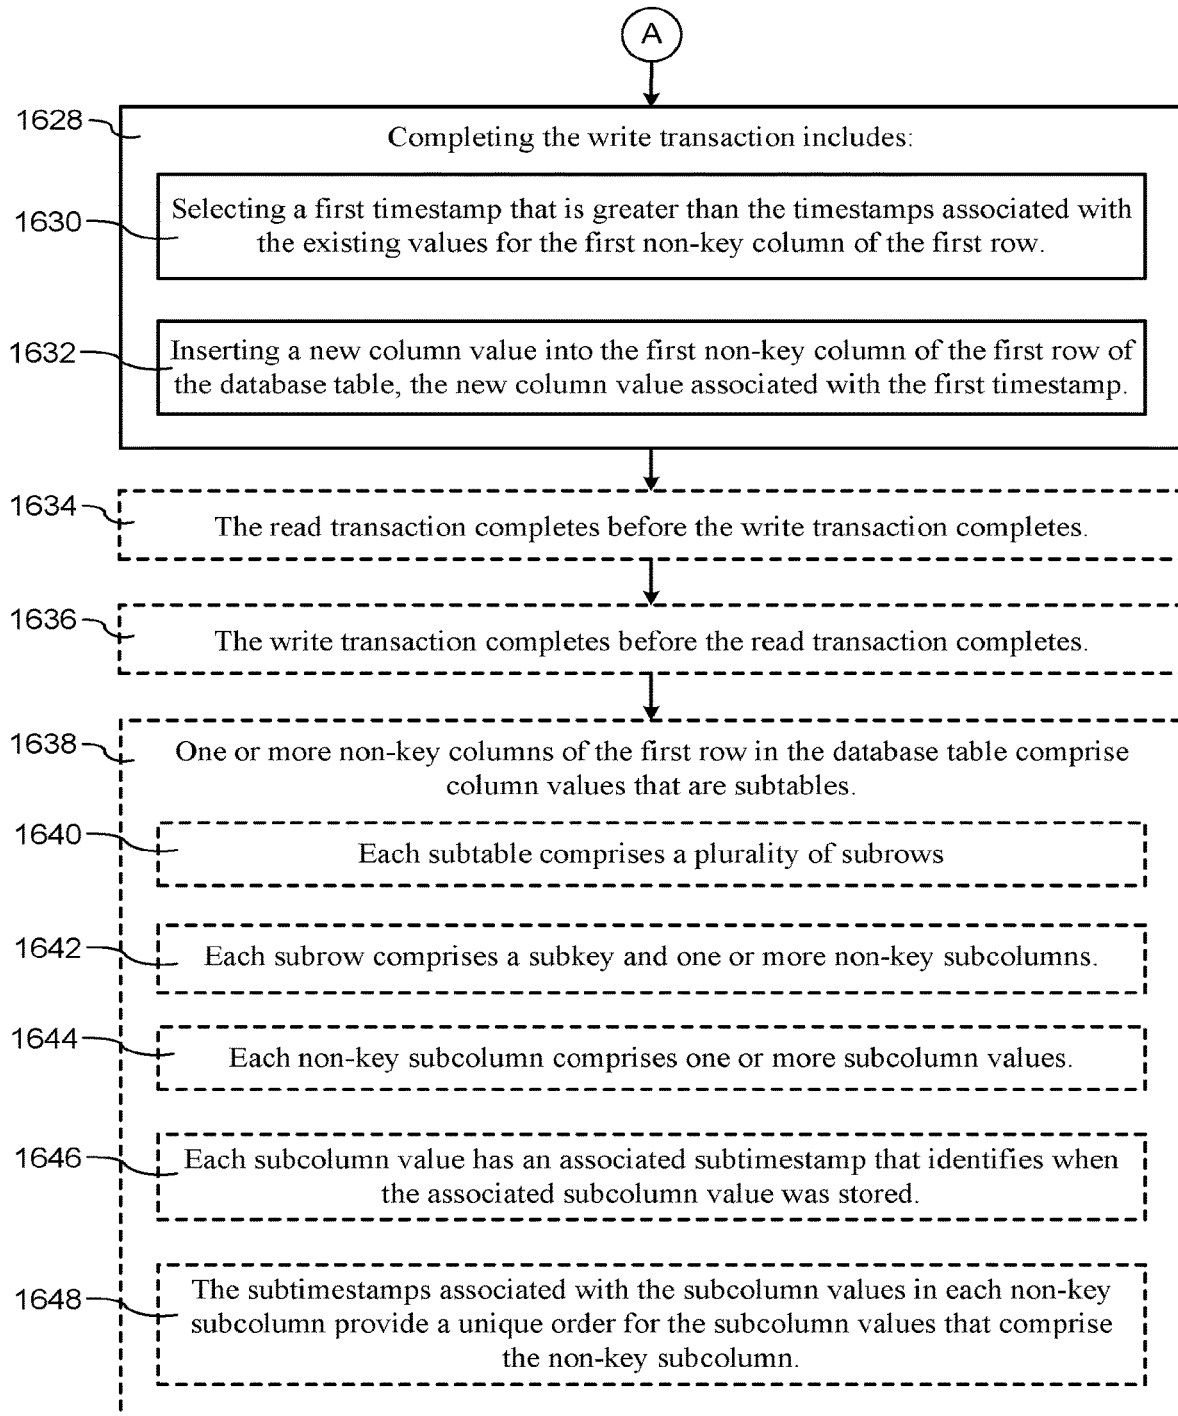 A
1628
Completing the write transaction includes:
1630
Selecting a first timestamp that is greater than the timestamps associated with
the existing values for the first non-key column of the first row.
1632
Inserting a new column value into the first non-key column of the first row of
the database table, the new column value associated with the first timestamp.
1634
The read transaction completes before the write transaction completes.
1636
The write transaction completes before the read transaction completes.
1638
One or more non-key columns of the first row in the database table comprise
column values that are subtables.
1640
Each subtable comprises a plurality of subrows
1642
Each subrow comprises a subkey and one or more non-key subcolumns.
1644
Each non-key subcolumn comprises one or more subcolumn values.
1646
Each subcolumn value has an associated subtimestamp that identifies when
the associated subcolumn value was stored.
1648
The subtimestamps associated with the subcolumn values in each non-key
subcolumn provide a unique order for the subcolumn values that comprise
the non-key subcolumn.